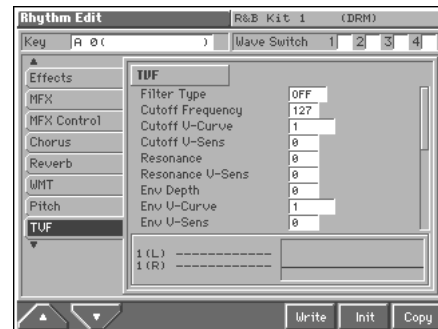 Rhythm Edit R&B Kit 1 (DRM)
Key A 0( ) Wave Switch 1 2 3 4
Effects
MFX
MFX Control
Chorus
Reverb
WMT
Pitch
TVF
TVF
Filter Type OFF
Cutoff Frequency 127
Cutoff V-Curve 1
Cutoff V-Sens 0
Resonance 0
Resonance V-Sens 0
Env Depth 0
Env V-Curve 1
Env V-Sens 0
1(L) ------------
1(R) ------------
Write Init Copy